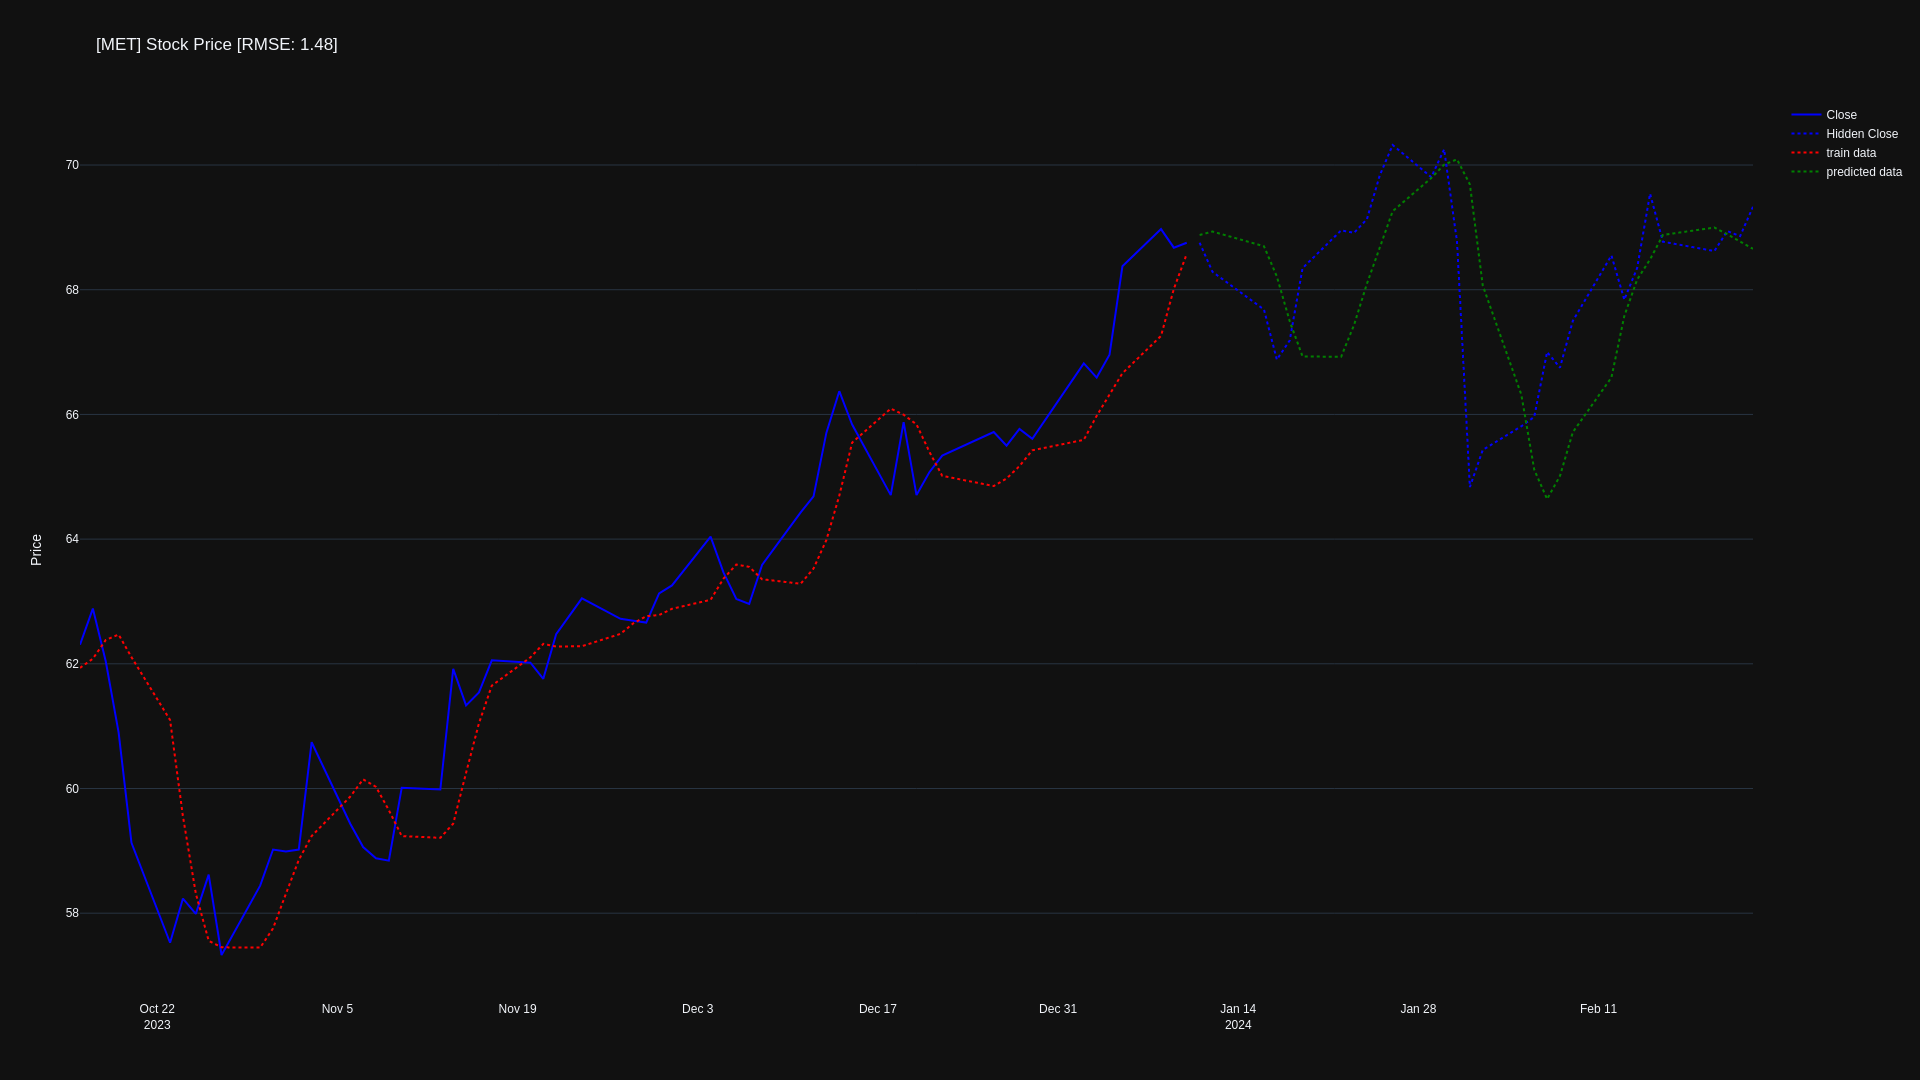 [MET] Stock Price [RMSE: 1.48]
Close
Hidden Close
train data
predicted data
70
68
66
64
62
60
58
Price
Oct 22
2023
Nov 5
Nov 19
Dec 3
Dec 17
Dec 31
Jan 14
2024
Jan 28
Feb 11